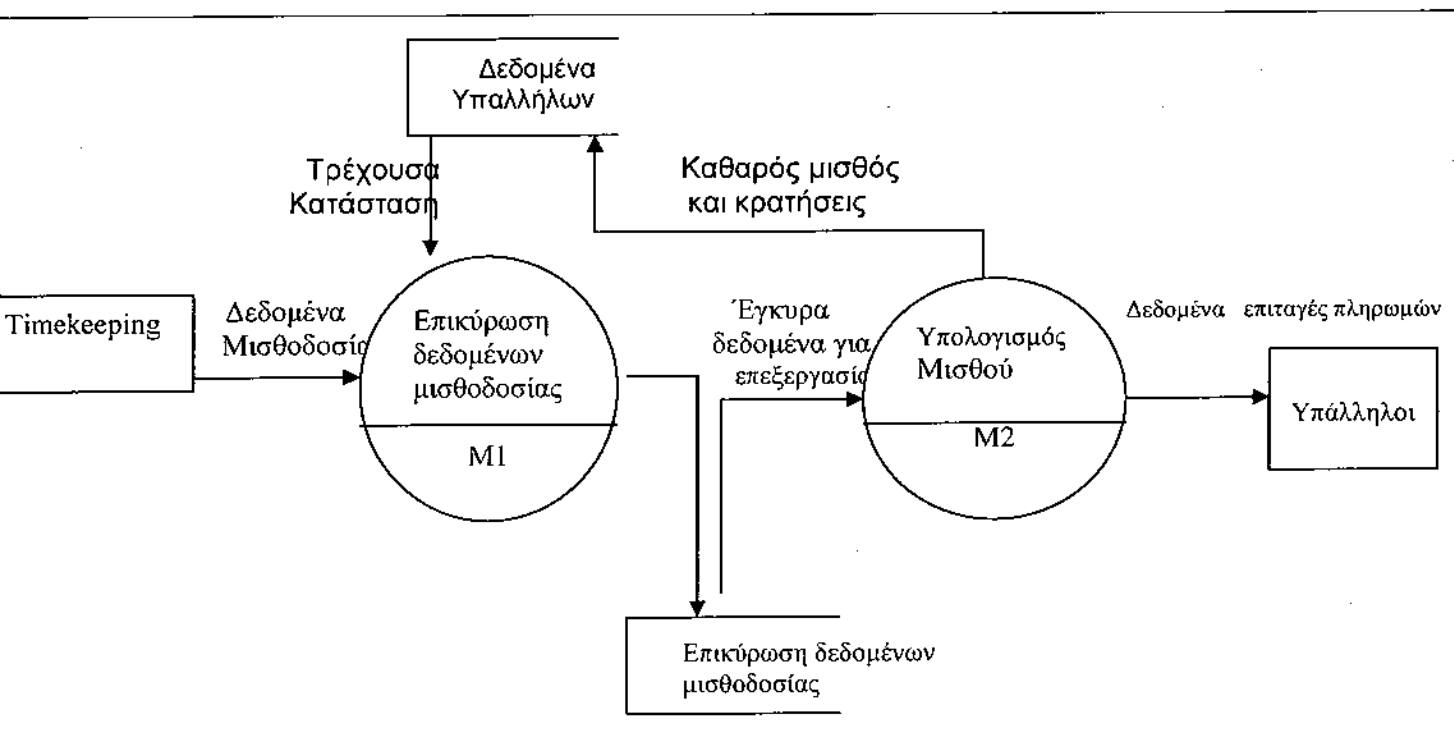 Δεδομένα
Υπαλλήλων
Τρέχουσα
Κατάσταση
Καθαρός μισθός
και κρατήσεις
Timekeeping
Δεδομένα
Μισθοδοσία
Επικύρωση
δεδομένων
μισθοδοσίας
M1
Έγκυρα
δεδομένα για
επεξεργασία
Υπολογισμός
Μισθού
M2
Δεδομένα επιταγές πληρωμών
Υπάλληλοι
Επικύρωση δεδομένων
μισθοδοσίας